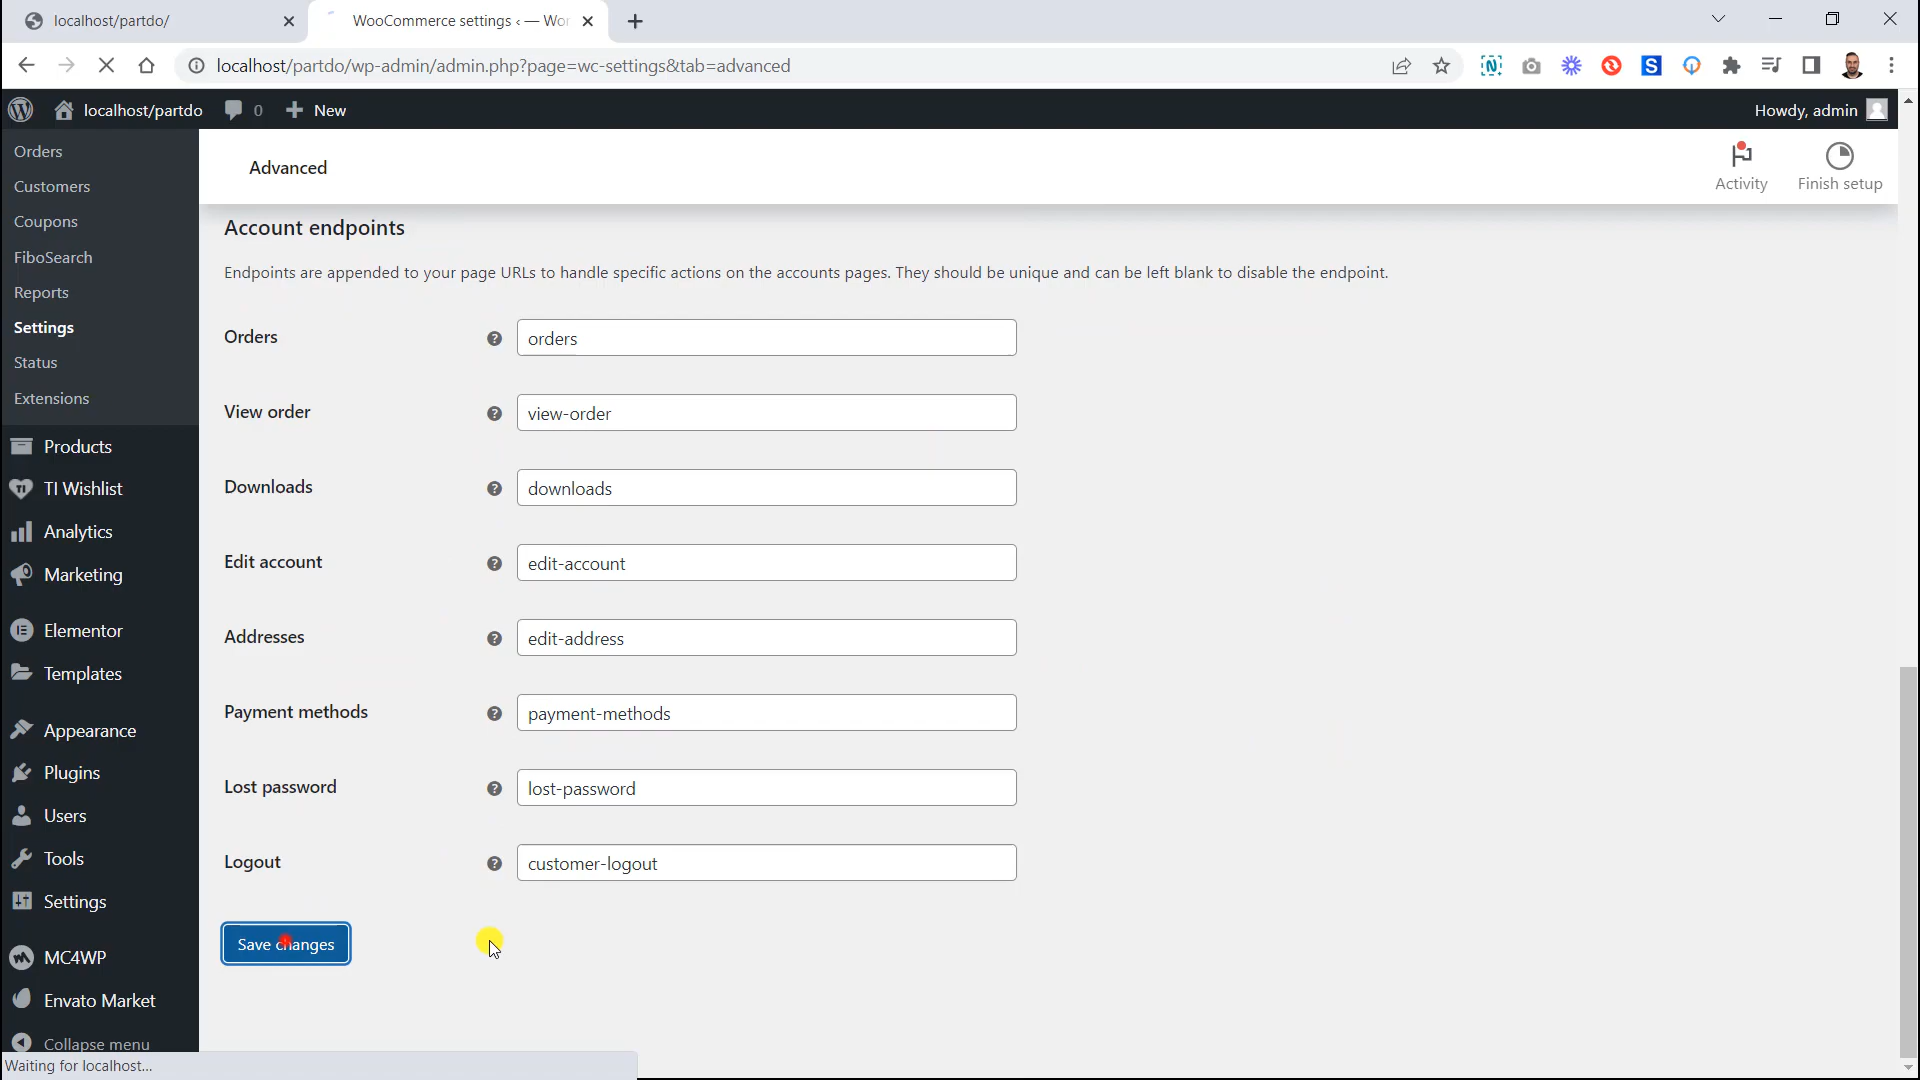 localhost/partdo/
WooCommerce settings ‹ — Wor
localhost/partdo/wp-admin/admin.php?page=wc-settings&tab=advanced
localhost/partdo
0
New
Howdy, admin
Orders
Customers
Coupons
FiboSearch
Reports
Settings
Status
Extensions
Products
TI Wishlist
Analytics
Marketing
Elementor
Templates
Appearance
Plugins
Users
Tools
Settings
MC4WP
Envato Market
Collapse menu
Advanced
Activity
Finish setup
Account endpoints
Endpoints are appended to your page URLs to handle specific actions on the accounts pages. They should be unique and can be left blank to disable the endpoint.
Orders
orders
View order
view-order
Downloads
downloads
Edit account
edit-account
Addresses
edit-address
Payment methods
payment-methods
Lost password
lost-password
Logout
customer-logout
Save changes
Waiting for localhost...